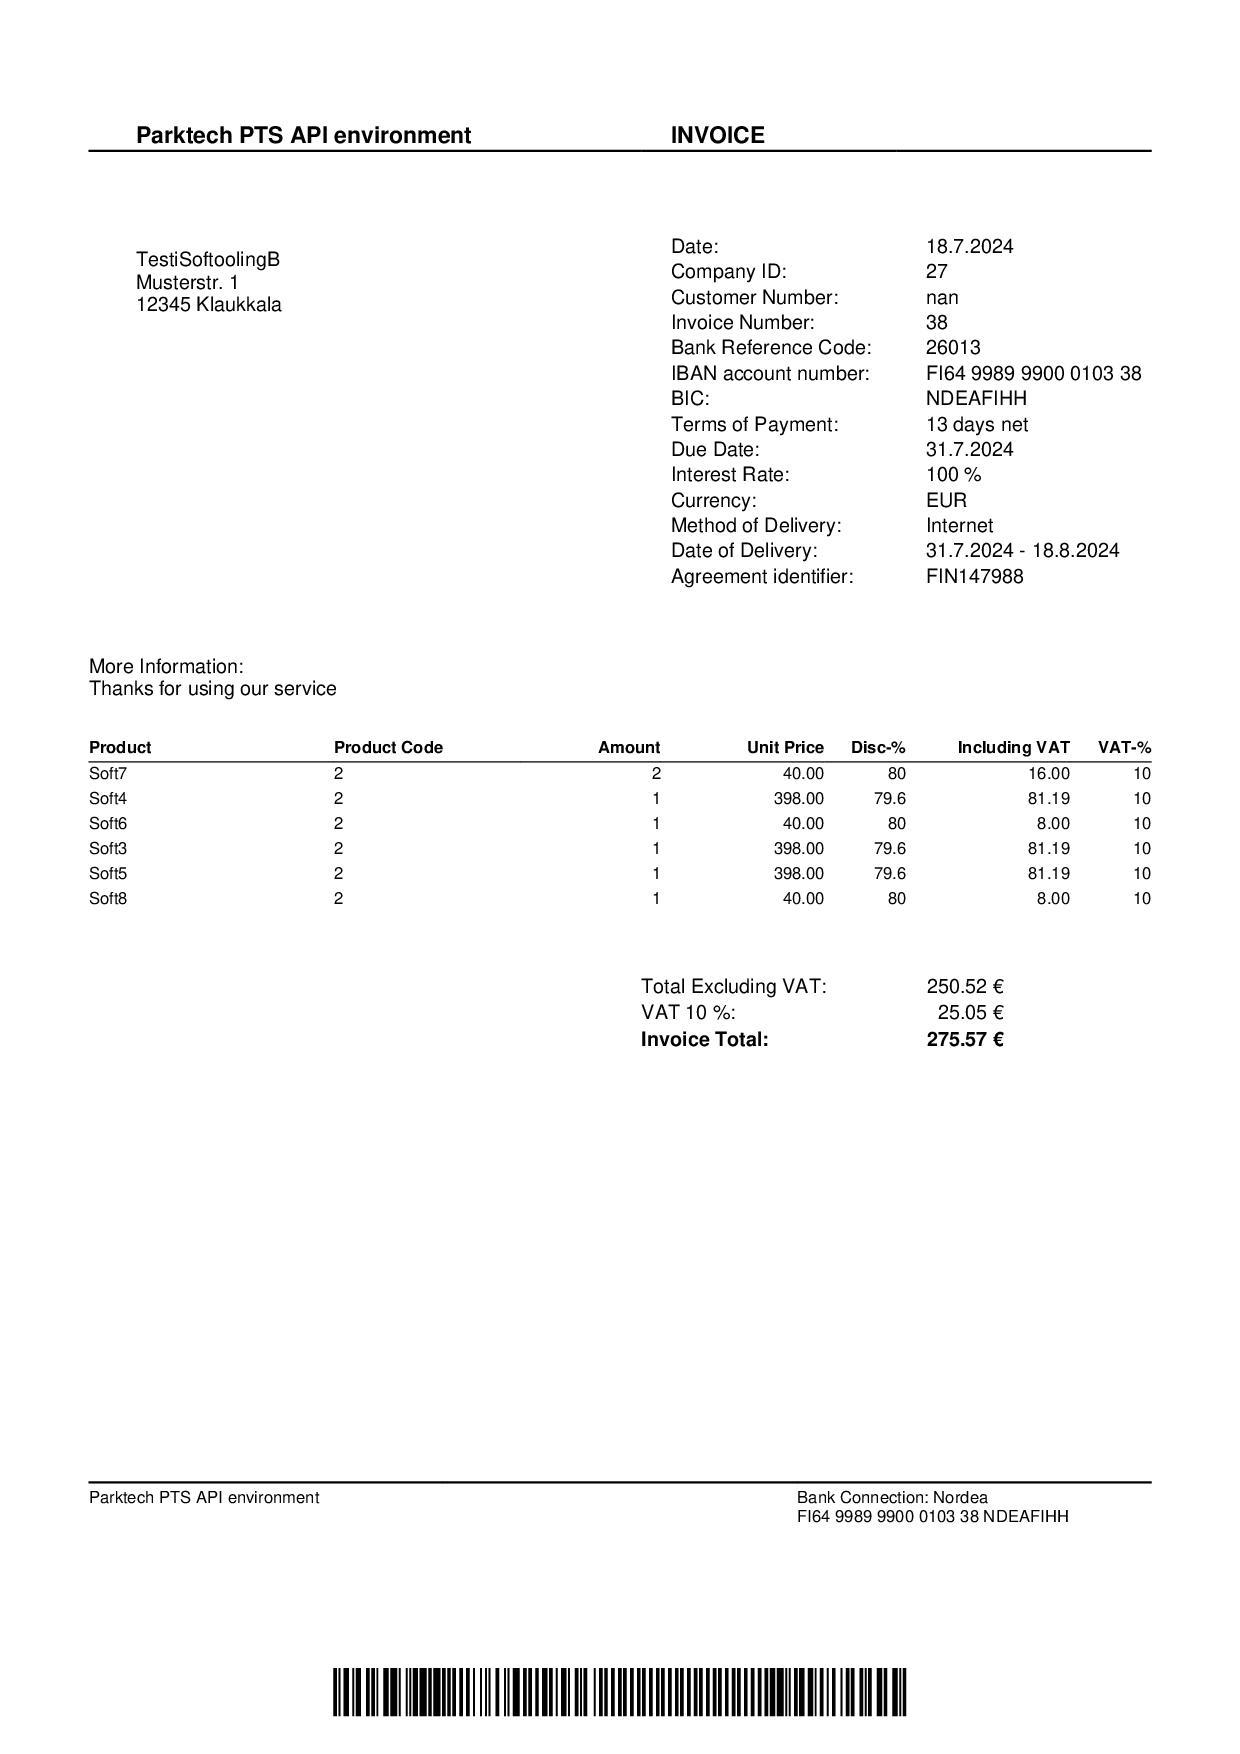 Parktech PTS API environment INVOICE
TestiSoftoolingB
Musterstr. 1
12345 Klaukkala
Date: 18.7.2024
Company ID: 27
Customer Number: nan
Invoice Number: 38
Bank Reference Code: 26013
IBAN account number: FI64 9989 9900 0103 38
BIC: NDEAFIHH
Terms of Payment: 13 days net
Due Date: 31.7.2024
Interest Rate: 100 %
Currency: EUR
Method of Delivery: Internet
Date of Delivery: 31.7.2024 - 18.8.2024
Agreement identifier: FIN147988
More Information:
Thanks for using our service
Product Product Code Amount Unit Price Disc-% Including VAT VAT-%
Soft7 2 2 40.00 80 16.00 10
Soft4 2 1 398.00 79.6 81.19 10
Soft6 2 1 40.00 80 8.00 10
Soft3 2 1 398.00 79.6 81.19 10
Soft5 2 1 398.00 79.6 81.19 10
Soft8 2 1 40.00 80 8.00 10
Total Excluding VAT: 250.52 €
VAT 10 %: 25.05 €
Invoice Total: 275.57 €
Parktech PTS API environment Bank Connection: Nordea
FI64 9989 9900 0103 38 NDEAFIHH